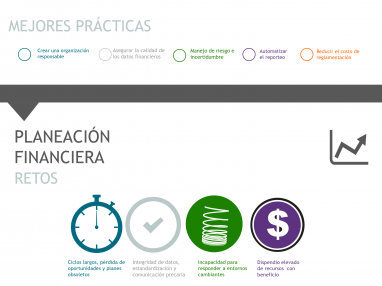 MEJORES PRÁCTICAS
Crear una organización
responsable
Asegurar la calidad de
los datos financieros
Manejo de riesgo e
incertidumbre
Automatizar
el reporteo
Reducir el costo de
reglamentación
PLANEACIÓN
FINANCIERA
RETOS
$
Ciclos largos, pérdida de
oportunidades y planes
obsoletos
Integridad de datos,
estandardización y
comunicación precaria
Incapacidad para
responder a entornos
cambiantes
Dispendio elevado
de recursos con
beneficio